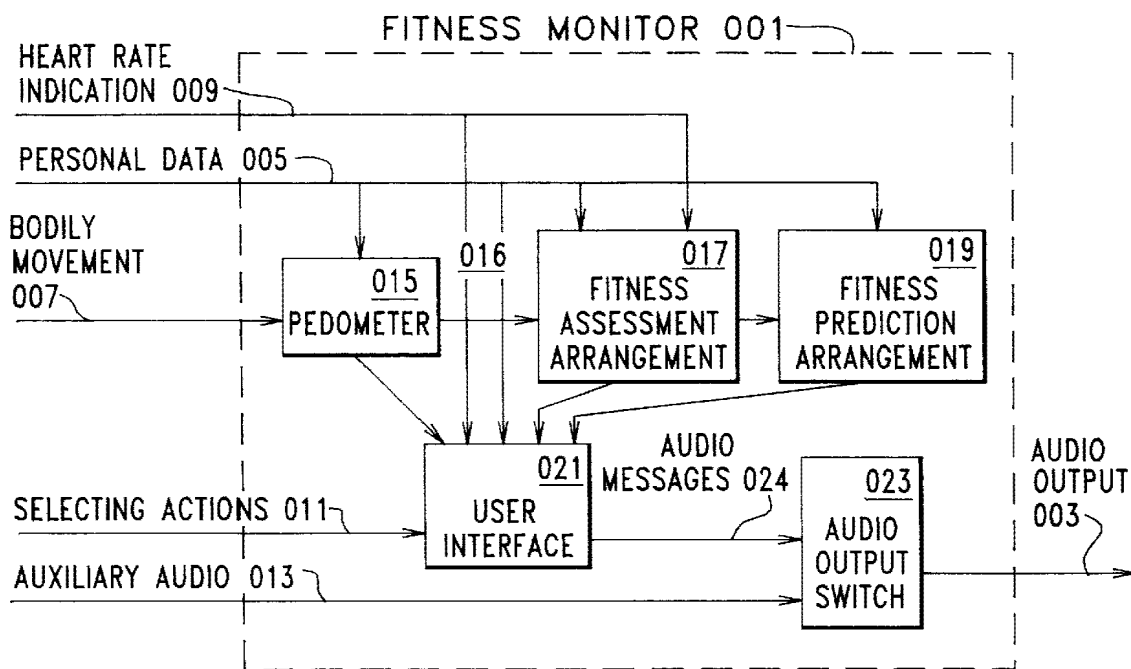 FITNESS MONITOR 001
HEART RATE
INDICATION 009
PERSONAL DATA 005
BODILY
MOVEMENT
007
015
PEDOMETER
016
017
FITNESS
ASSESSMENT
ARRANGEMENT
019
FITNESS
PREDICTION
ARRANGEMENT
021
USER
INTERFACE
AUDIO
MESSAGES 024
023
AUDIO
OUTPUT
SWITCH
AUDIO
OUTPUT
003
SELECTING ACTIONS 011
AUXILIARY AUDIO 013